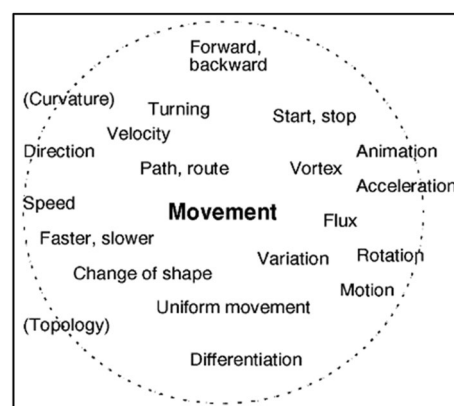 Forward,
backward
(Curvature)
Turning
Start, stop
Velocity
Direction
Animation
Path, route
Vortex
Acceleration
Speed
Movement
Flux
Faster, slower
Variation
Rotation
Change of shape
Motion
Uniform movement
(Topology)
Differentiation